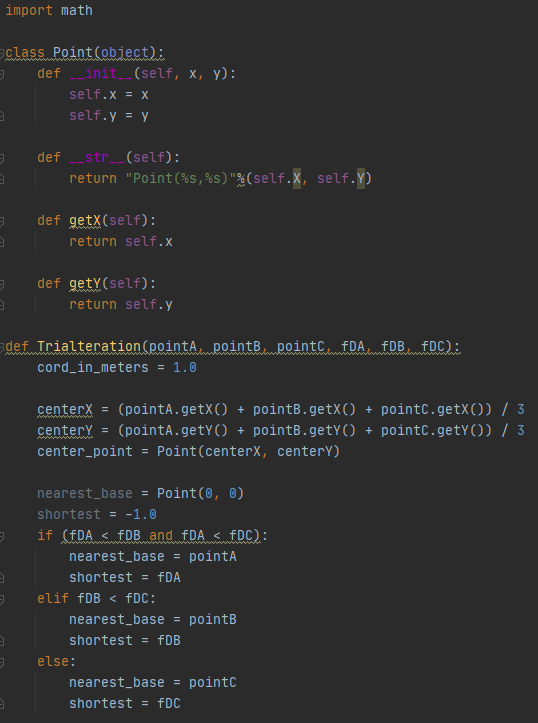 import math
class Point(object):
    def __init__(self, x, y):
        self.x = x
        self.y = y
    def __str__(self):
        return "Point(%s,%s)"%(self.X, self.Y)
    def getX(self):
        return self.x
    def getY(self):
        return self.y
def Trialteration(pointA, pointB, pointC, fDA, fDB, fDC):
    cord_in_meters = 1.0
    centerX = (pointA.getX() + pointB.getX() + pointC.getX()) / 3
    centerY = (pointA.getY() + pointB.getY() + pointC.getY()) / 3
    center_point = Point(centerX, centerY)
    nearest_base = Point(0, 0)
    shortest = -1.0
    if (fDA < fDB and fDA < fDC):
        nearest_base = pointA
        shortest = fDA
    elif fDB < fDC:
        nearest_base = pointB
        shortest = fDB
    else:
        nearest_base = pointC
        shortest = fDC